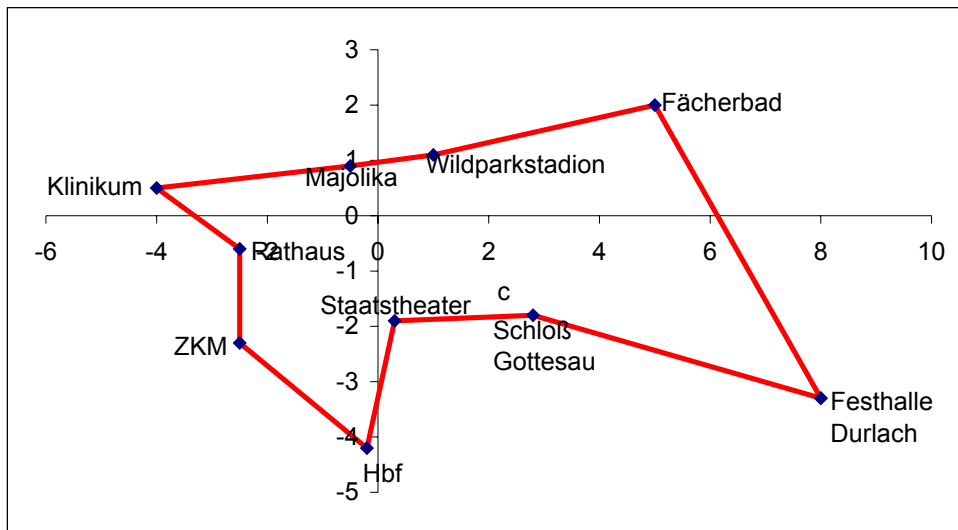 3
2
Fächerbad
1
Wildparkstadion
Majolika
Klinikum
0
-6
-4
-2
0
2
4
6
8
10
Rathaus
-1
c
Staatstheater
-2
Schloß
Gottesau
ZKM
-3
Festhalle
Durlach
-4
Hbf
-5